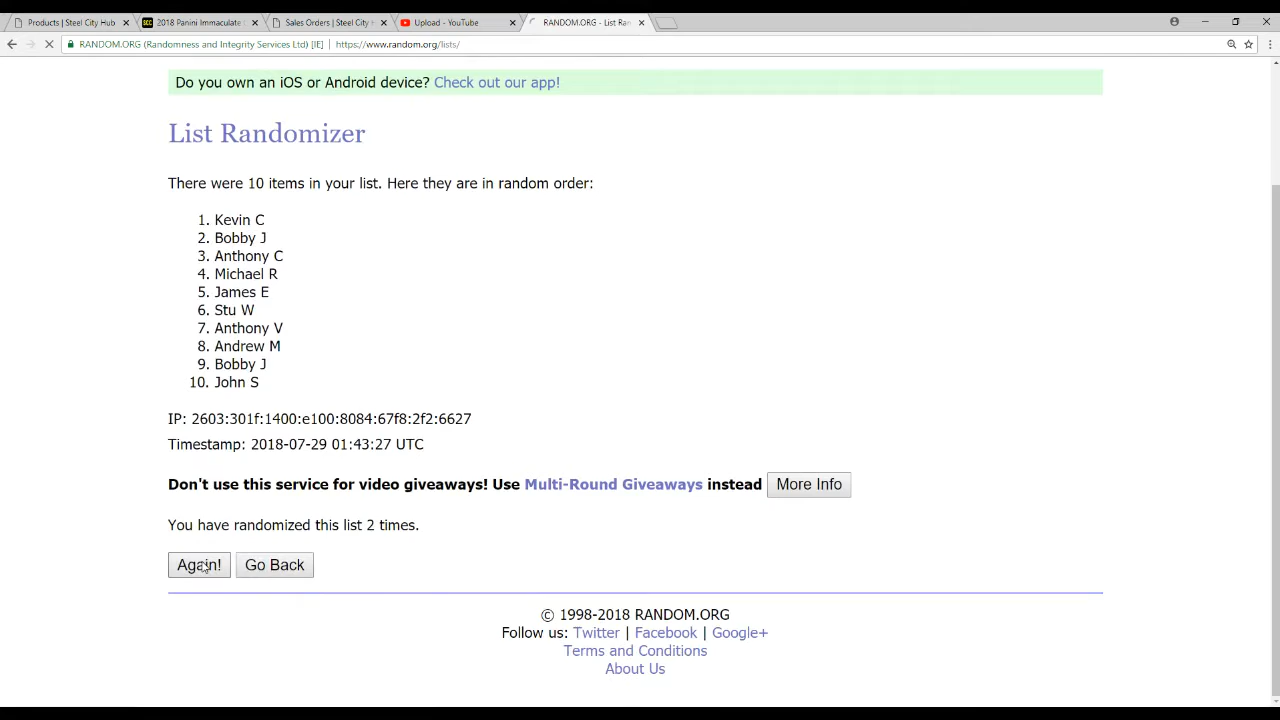 Products | Steel City Hub
SCC 2018 Panini Immaculate
Sales Orders | Steel City H
Upload - YouTube
RANDOM.ORG - List Ran
RANDOM.ORG (Randomness and Integrity Services Ltd) [IE] | https://www.random.org/lists/
Do you own an iOS or Android device? Check out our app!
List Randomizer
There were 10 items in your list. Here they are in random order:
1. Kevin C
2. Bobby J
3. Anthony C
4. Michael R
5. James E
6. Stu W
7. Anthony V
8. Andrew M
9. Bobby J
10. John S
IP: 2603:301f:1400:e100:8084:67f8:2f2:6627
Timestamp: 2018-07-29 01:43:27 UTC
Don't use this service for video giveaways! Use Multi-Round Giveaways instead More Info
You have randomized this list 2 times.
Again! Go Back
© 1998-2018 RANDOM.ORG
Follow us: Twitter | Facebook | Google+
Terms and Conditions
About Us